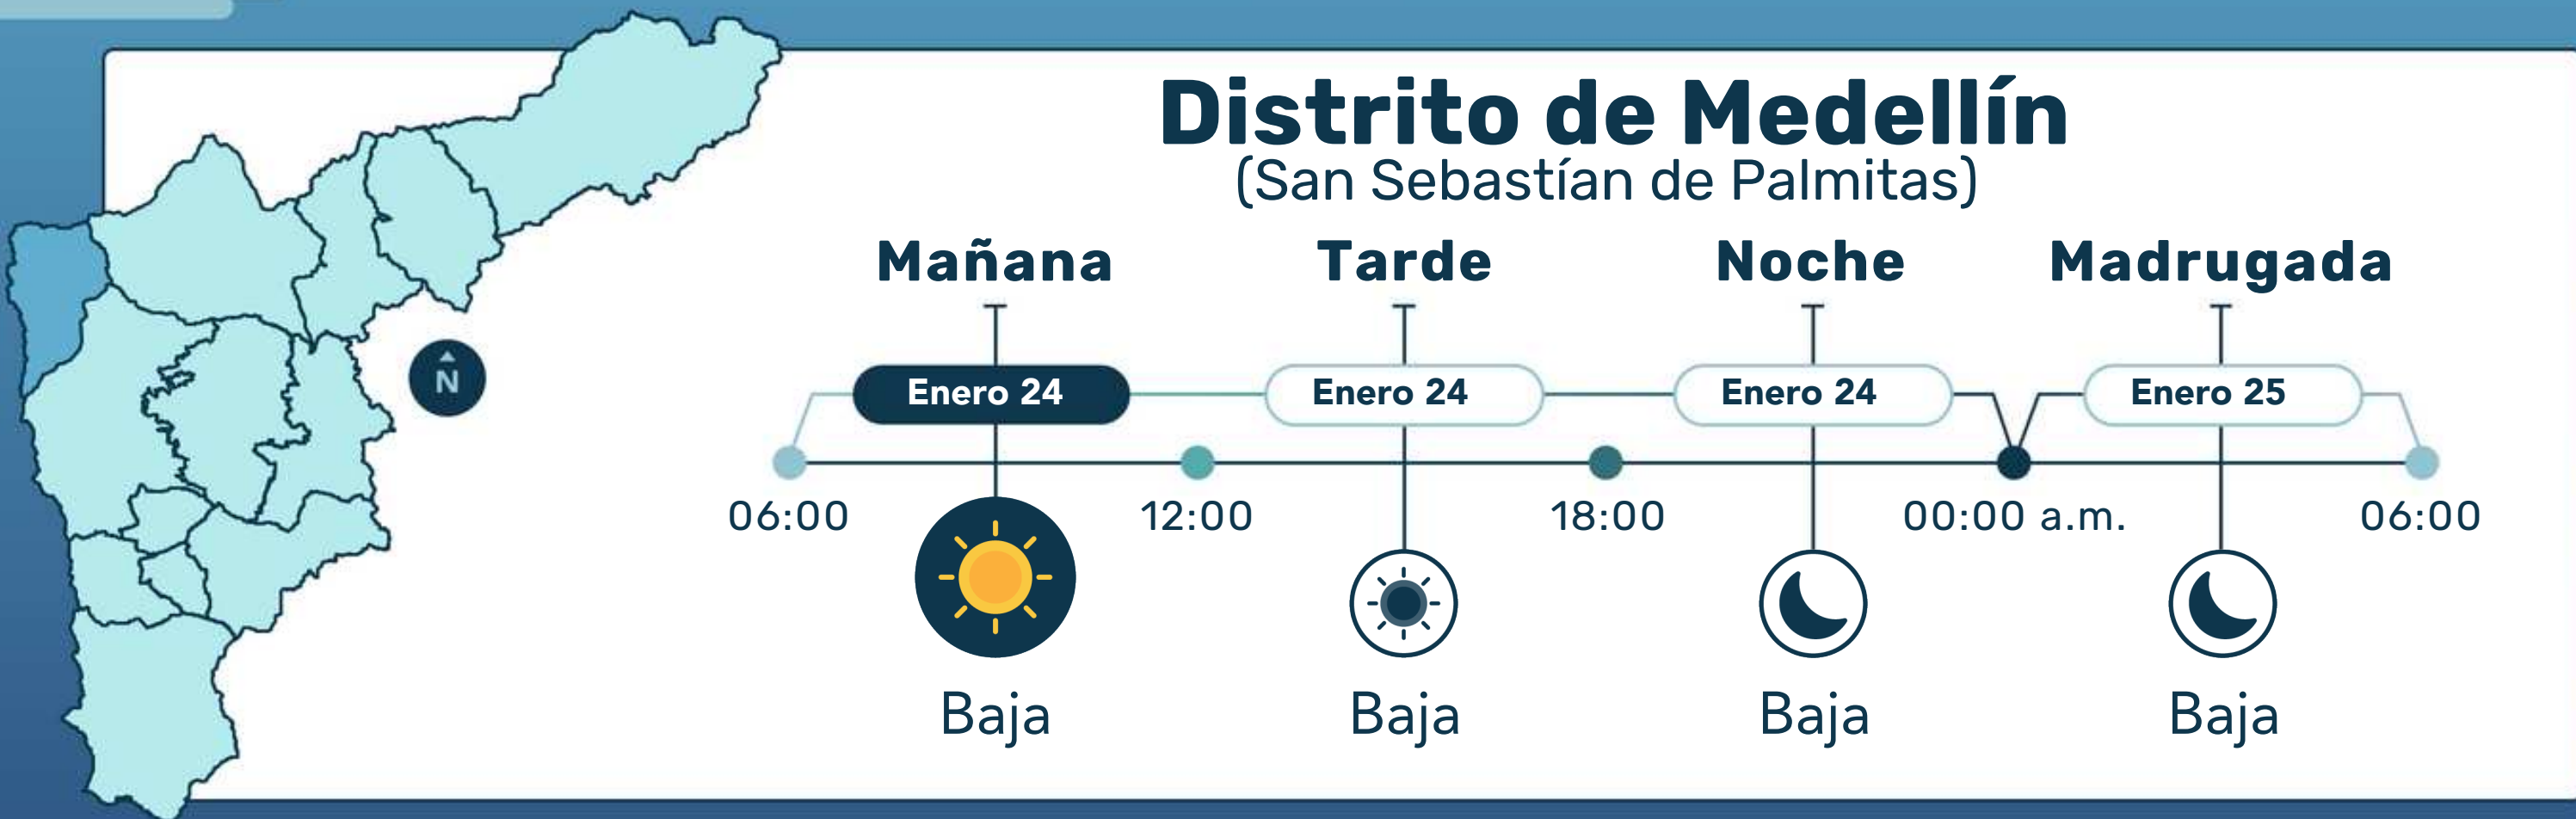 Distrito de Medellín
(San Sebastían de Palmitas)
Mañana Tarde Noche Madrugada
Enero 24 Enero 24 Enero 24 Enero 25
N
06:00 12:00 18:00 00:00 a.m. 06:00
Baja Baja Baja Baja